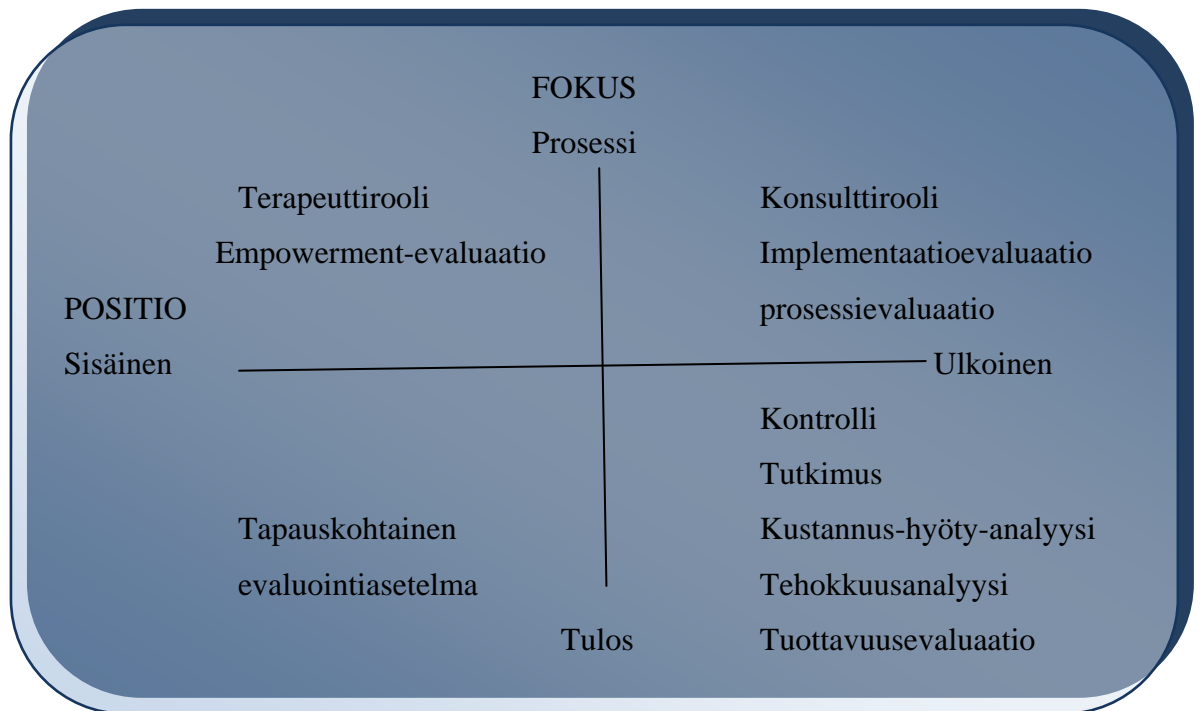 FOKUS
Prosessi
Terapeuttirooli
Empowerment-evaluaatio
Konsulttirooli
Implementaatioevaluaatio
prosessievaluaatio
POSITIO
Sisäinen
Ulkoinen
Tapauskohtainen
evaluointiasetelma
Kontrolli
Tutkimus
Kustannus-hyöty-analyysi
Tehokkuusanalyysi
Tuottavuusevaluaatio
Tulos